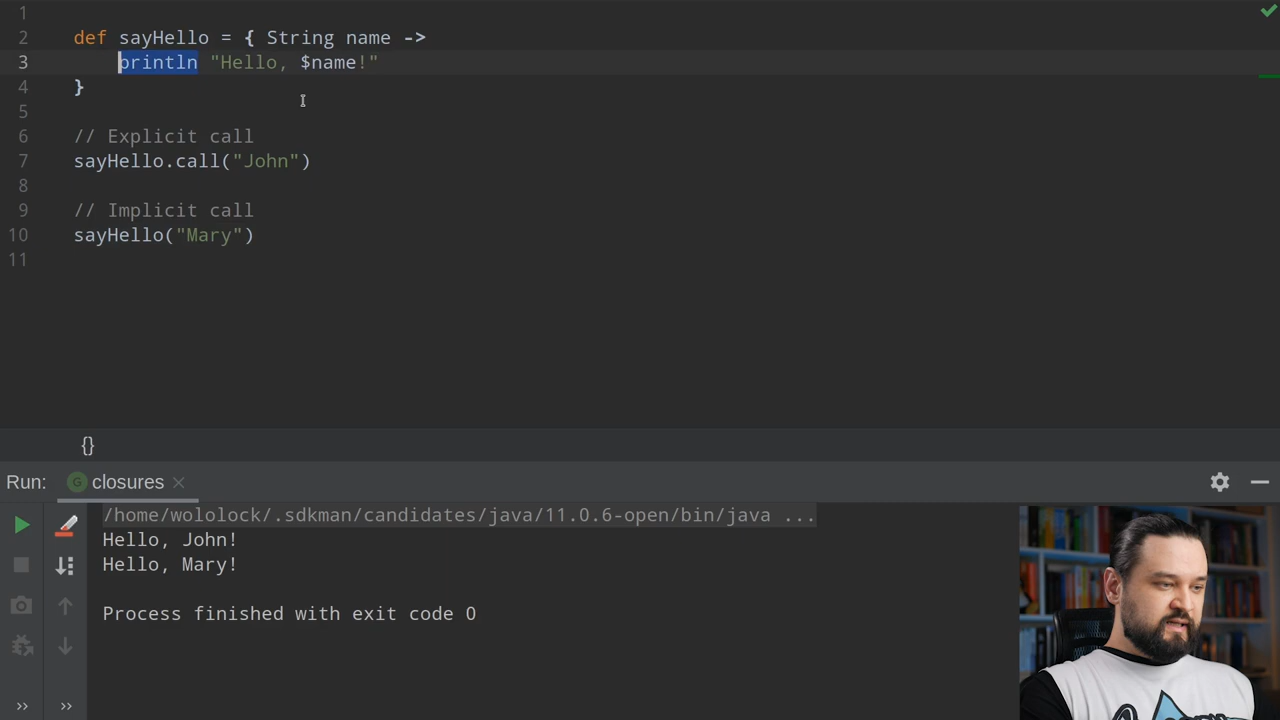 1
2 def sayHello = { String name ->
3 println "Hello, $name!"
4 }
5
6 // Explicit call
7 sayHello.call("John")
8
9 // Implicit call
10 sayHello("Mary")
11
{}
Run: G closures
/home/wololock/.sdkman/candidates/java/11.0.6-open/bin/java ...
Hello, John!
Hello, Mary!
Process finished with exit code 0